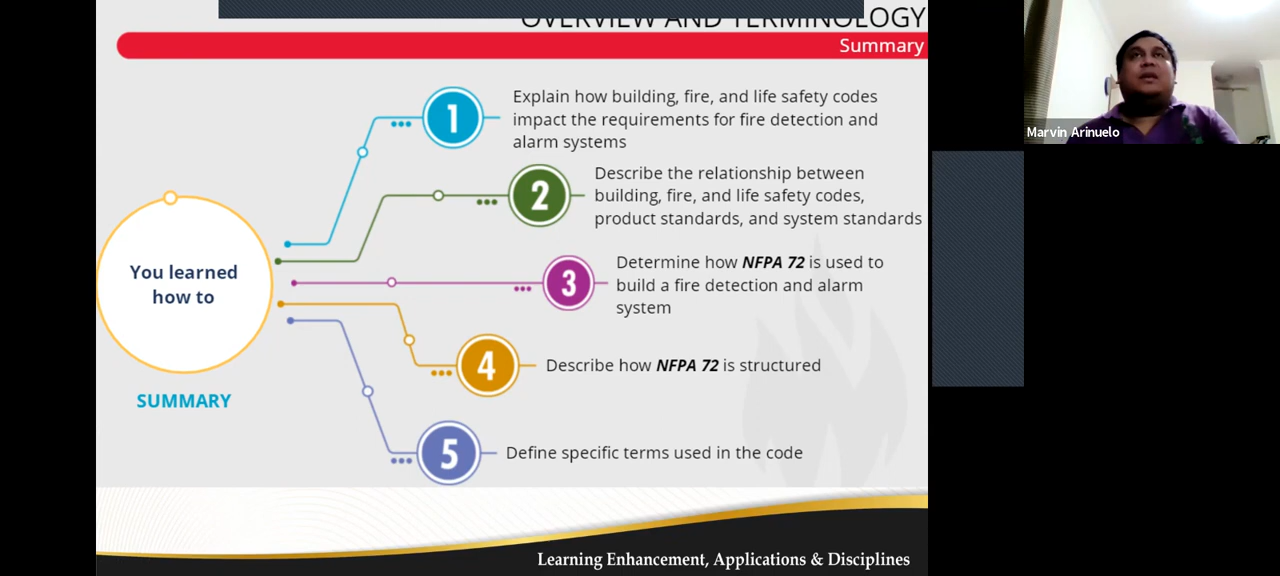 OVERVIEW AND TERMINOLOGY
Summary
1
Explain how building, fire, and life safety codes
impact the requirements for fire detection and
alarm systems
2
Describe the relationship between
building, fire, and life safety codes,
product standards, and system standards
You learned
how to
3
Determine how NFPA 72 is used to
build a fire detection and alarm
system
4
Describe how NFPA 72 is structured
SUMMARY
5
Define specific terms used in the code
Learning Enhancement, Applications & Disciplines
Marvin Arinuelo